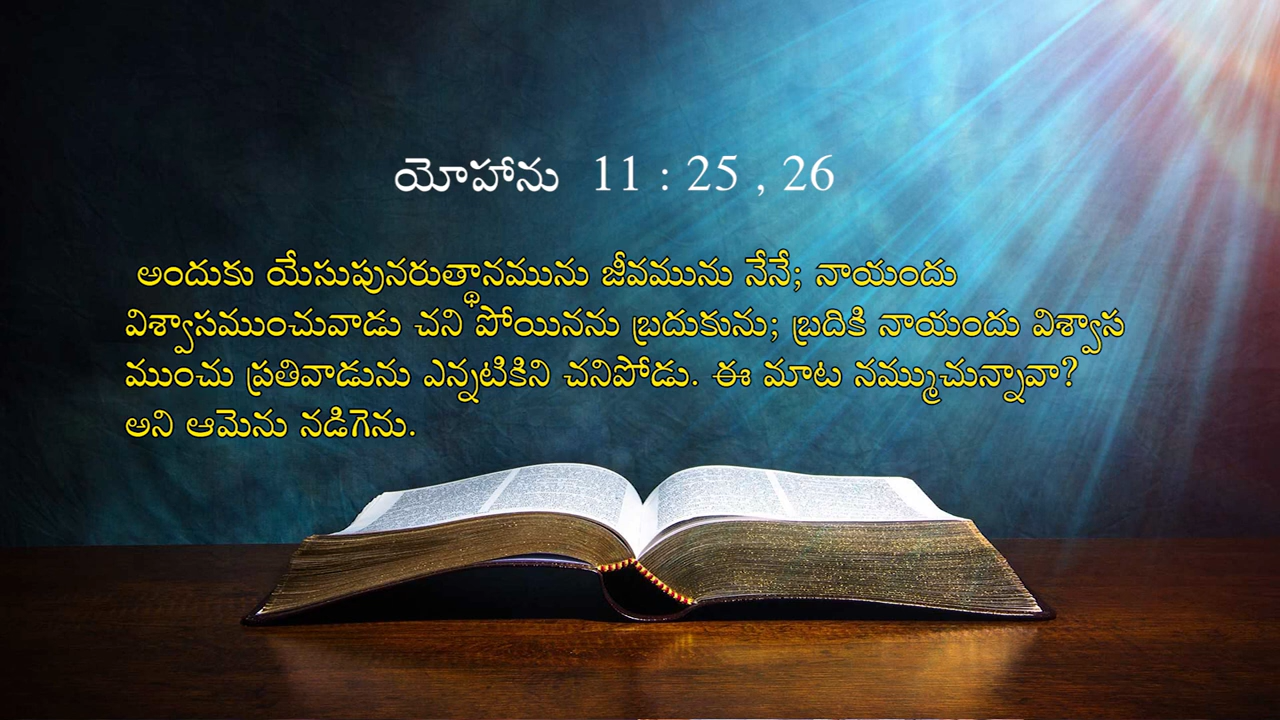 యోహాను 11 : 25 , 26
అందుకు యేసుపునరుత్థానమును జీవమును నేనే; నాయందు
విశ్వాసముంచువాడు చని పోయినను బ్రదుకును; బ్రదికి నాయందు విశ్వాస
ముంచు ప్రతివాడును ఎన్నటికిని చనిపోడు. ఈ మాట నమ్ముచున్నావా?
అని ఆమెను నడిగెను.